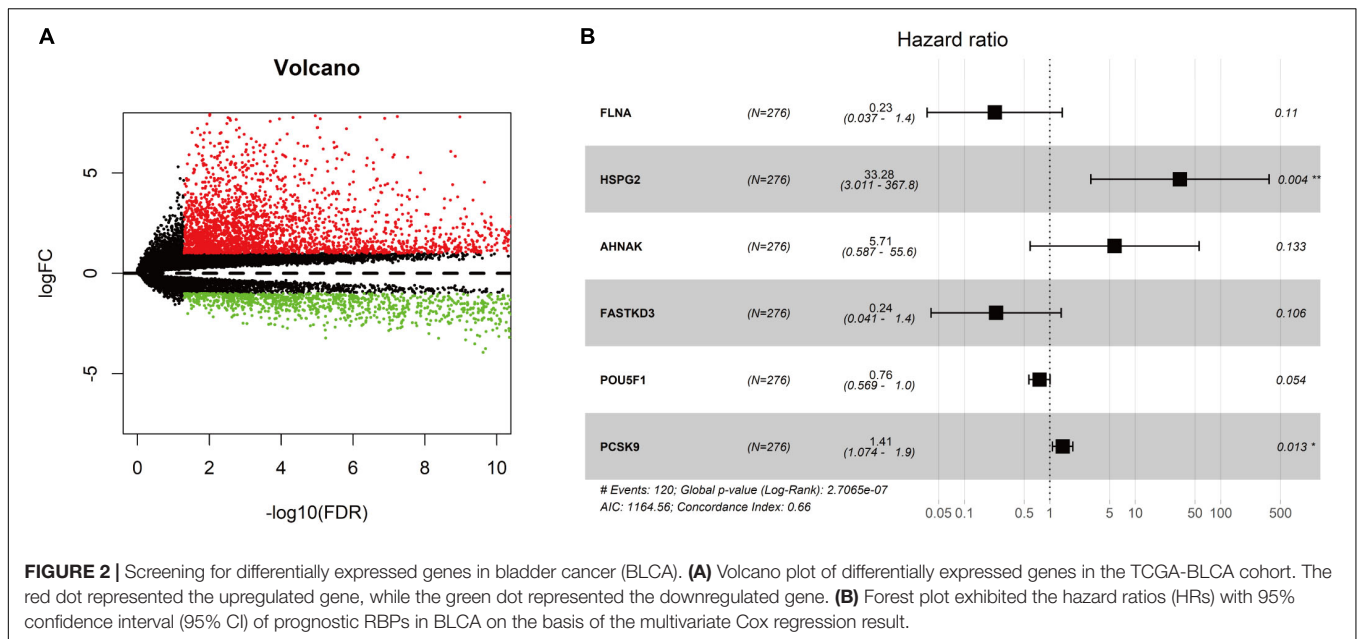 A
Volcano
logFC
5
0
-5
0 2 4 6 8 10
-log10(FDR)
B
Hazard ratio
FLNA (N=276) 0.23 (0.037 - 1.4) 0.11
HSPG2 (N=276) 33.28 (3.011 - 367.8) 0.004 **
AHNAK (N=276) 5.71 (0.587 - 55.6) 0.133
FASTKD3 (N=276) 0.24 (0.041 - 1.4) 0.106
POU5F1 (N=276) 0.76 (0.569 - 1.0) 0.054
PCSK9 (N=276) 1.41 (1.074 - 1.9) 0.013 *
# Events: 120; Global p-value (Log-Rank): 2.7065e-07
AIC: 1164.56; Concordance Index: 0.66
0.05 0.1 0.5 1 5 10 50 100 500
FIGURE 2 | Screening for differentially expressed genes in bladder cancer (BLCA). (A) Volcano plot of differentially expressed genes in the TCGA-BLCA cohort. The
red dot represented the upregulated gene, while the green dot represented the downregulated gene. (B) Forest plot exhibited the hazard ratios (HRs) with 95%
confidence interval (95% CI) of prognostic RBPs in BLCA on the basis of the multivariate Cox regression result.